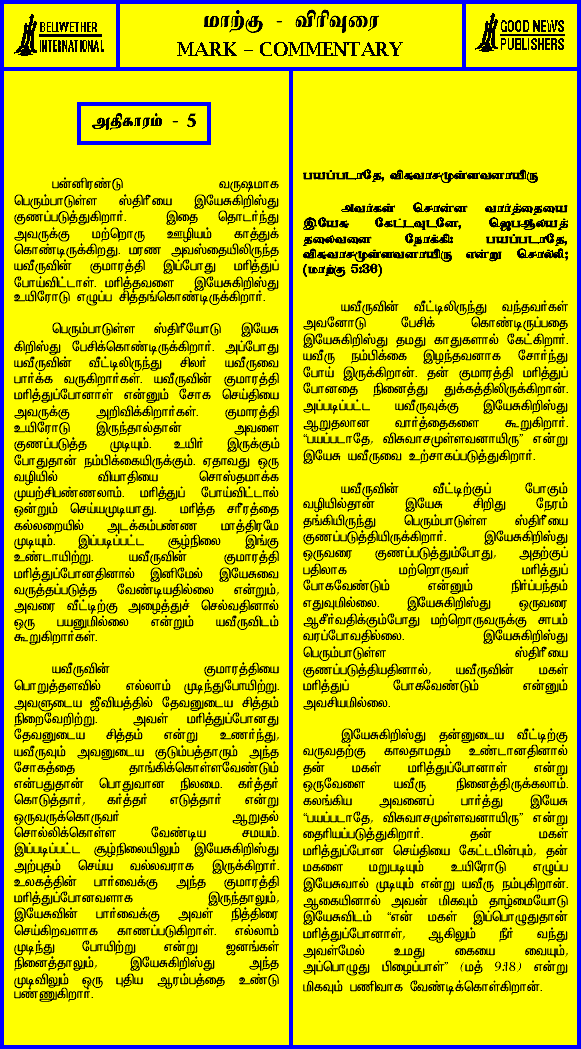 BELLWETHER
INTERNATIONAL
மாற்கு - விரிவுரை
MARK – COMMENTARY
GOOD NEWS
PUBLISHERS
அதிகாரம் - 5
பன்னிரண்டு வருஷமாக
பெரும்பாடுள்ள ஸ்திரீயை இயேசுகிறிஸ்து
குணப்படுத்துகிறார். இதை தொடர்ந்து
அவருக்கு மற்றொரு ஊழியம் காத்துக்
கொண்டிருக்கிறது. மரண அவஸ்தையிலிருந்த
யவீருவின் குமாரத்தி இப்போது மரித்துப்
போய்விட்டாள். மரித்தவளை இயேசுகிறிஸ்து
உயிரோடு எழுப்ப சித்தங்கொண்டிருக்கிறார்.
பெரும்பாடுள்ள ஸ்திரீயோடு இயேசு
கிறிஸ்து பேசிக்கொண்டிருக்கிறார். அப்போது
யவீருவின் வீட்டிலிருந்து சிலர் யவீருவை
பார்க்க வருகிறார்கள். யவீருவின் குமாரத்தி
மரித்துப்போனாள் என்னும் சோக செய்தியை
அவருக்கு அறிவிக்கிறார்கள். குமாரத்தி
உயிரோடு இருந்தால்தான் அவளை
குணப்படுத்த முடியும். உயிர் இருக்கும்
போதுதான் நம்பிக்கையிருக்கும். ஏதாவது ஒரு
வழியில் வியாதியை சொஸ்தமாக்க
முயற்சிபண்ணலாம். மரித்துப் போய்விட்டால்
ஒன்றும் செய்யமுடியாது. மரித்த சரீரத்தை
கல்லறையில் அடக்கம்பண்ண மாத்திரமே
முடியும். இப்படிப்பட்ட சூழ்நிலை இங்கு
உண்டாயிற்று. யவீருவின் குமாரத்தி
மரித்துப்போனதினால் இனிமேல் இயேசுவை
வருத்தப்படுத்த வேண்டியதில்லை என்றும்,
அவரை வீட்டிற்கு அழைத்துச் செல்வதினால்
ஒரு பயனுமில்லை என்றும் யவீருவிடம்
கூறுகிறார்கள்.
யவீருவின் குமாரத்தியை
பொறுத்தளவில் எல்லாம் முடிந்துபோயிற்று.
அவளுடைய ஜீவியத்தில் தேவனுடைய சித்தம்
நிறைவேறிற்று. அவள் மரித்துப்போனது
தேவனுடைய சித்தம் என்று உணர்ந்து,
யவீருவும் அவனுடைய குடும்பத்தாரும் அந்த
சோகத்தை தாங்கிக்கொள்ளவேண்டும்
என்பதுதான் பொதுவான நிலமை. கர்த்தர்
கொடுத்தார், கர்த்தர் எடுத்தார் என்று
ஒருவருக்கொருவர் ஆறுதல்
சொல்லிக்கொள்ள வேண்டிய சமயம்.
இப்படிப்பட்ட சூழ்நிலையிலும் இயேசுகிறிஸ்து
அற்புதம் செய்ய வல்லவராக இருக்கிறார்.
உலகத்தின் பார்வைக்கு அந்த குமாரத்தி
மரித்துப்போனவளாக இருந்தாலும்,
இயேசுவின் பார்வைக்கு அவள் நித்திரை
செய்கிறவளாக காணப்படுகிறாள். எல்லாம்
முடிந்து போயிற்று என்று ஜனங்கள்
நினைத்தாலும், இயேசுகிறிஸ்து அந்த
முடிவிலும் ஒரு புதிய ஆரம்பத்தை உண்டு
பண்ணுகிறார்.
பயப்படாதே, விசுவாசமுள்ளவனாயிரு
அவர்கள் சொன்ன வார்த்தையை
இயேசு கேட்டவுடனே, ஜெபஆலயத்
தலைவனை நோக்கி: பயப்படாதே,
விசுவாசமுள்ளவனாயிரு என்று சொல்லி;
(மாற்கு 5:36)
யவீருவின் வீட்டிலிருந்து வந்தவர்கள்
அவனோடு பேசிக் கொண்டிருப்பதை
இயேசுகிறிஸ்து தமது காதுகளால் கேட்கிறார்.
யவீரு நம்பிக்கை இழந்தவனாக சோர்ந்து
போய் இருக்கிறான். தன் குமாரத்தி மரித்துப்
போனதை நினைத்து துக்கத்திலிருக்கிறான்.
அப்படிப்பட்ட யவீருவுக்கு இயேசுகிறிஸ்து
ஆறுதலான வார்த்தைகளை கூறுகிறார்.
“பயப்படாதே, விசுவாசமுள்ளவனாயிரு” என்று
இயேசு யவீருவை உற்சாகப்படுத்துகிறார்.
யவீருவின் வீட்டிற்குப் போகும்
வழியில்தான் இயேசு சிறிது நேரம்
தங்கியிருந்து பெரும்பாடுள்ள ஸ்திரீயை
குணப்படுத்தியிருக்கிறார். இயேசுகிறிஸ்து
ஒருவரை குணப்படுத்தும்போது, அதற்குப்
பதிலாக மற்றொருவர் மரித்துப்
போகவேண்டும் என்னும் நிர்ப்பந்தம்
எதுவுமில்லை. இயேசுகிறிஸ்து ஒருவரை
ஆசீர்வதிக்கும்போது மற்றொருவருக்கு சாபம்
வரப்போவதில்லை. இயேசுகிறிஸ்து
பெரும்பாடுள்ள ஸ்திரீயை
குணப்படுத்தியதினால், யவீருவின் மகள்
மரித்துப் போகவேண்டும் என்னும்
அவசியமில்லை.
இயேசுகிறிஸ்து தன்னுடைய வீட்டிற்கு
வருவதற்கு காலதாமதம் உண்டானதினால்
தன் மகள் மரித்துப்போனாள் என்று
ஒருவேளை யவீரு நினைத்திருக்கலாம்.
கலங்கிய அவனைப் பார்த்து இயேசு
“பயப்படாதே, விசுவாசமுள்ளவனாயிரு” என்று
தைரியப்படுத்துகிறார். தன் மகள்
மரித்துப்போன செய்தியை கேட்டபின்பும், தன்
மகளை மறுபடியும் உயிரோடு எழுப்ப
இயேசுவால் முடியும் என்று யவீரு நம்புகிறான்.
ஆகையினால் அவன் மிகவும் தாழ்மையோடு
இயேசுவிடம் “என் மகள் இப்பொழுதுதான்
மரித்துப்போனாள், ஆகிலும் நீர் வந்து
அவள்மேல் உமது கையை வையும்,
அப்பொழுது பிழைப்பாள்” (மத் 9:18) என்று
மிகவும் பணிவாக வேண்டிக்கொள்கிறான்.